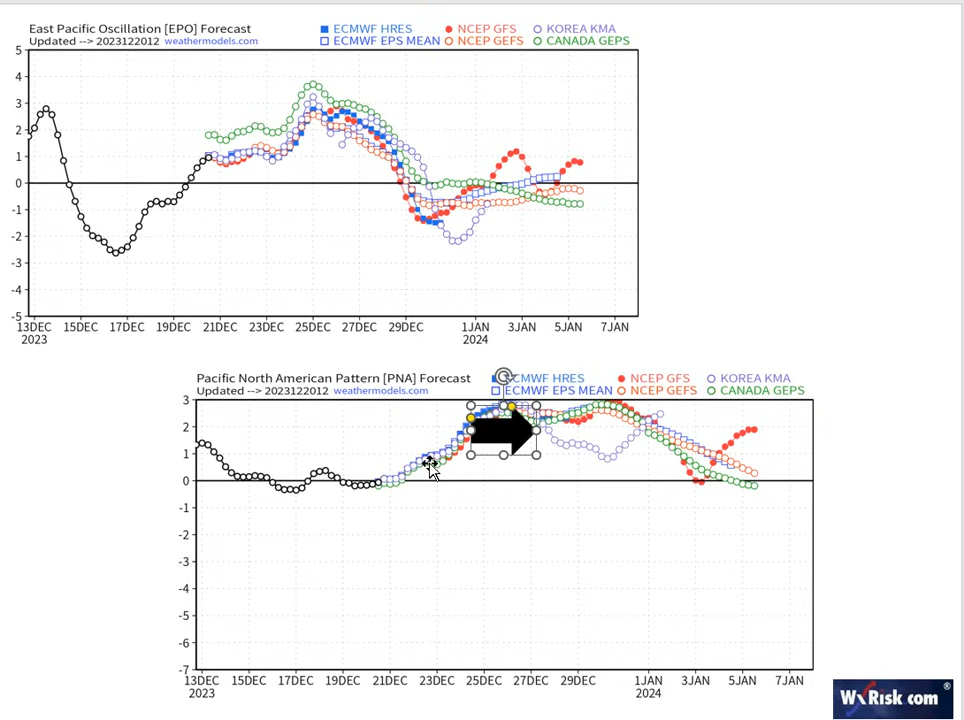 East Pacific Oscillation [EPO] Forecast
Updated --> 2023122012 weathermodels.com
ECMWF HRES NCEP GFS KOREA KMA
ECMWF EPS MEAN NCEP GEFS CANADA GEPS
5
4
3
2
1
0
-1
-2
-3
-4
-5
13DEC 15DEC 17DEC 19DEC 21DEC 23DEC 25DEC 27DEC 29DEC 1JAN 3JAN 5JAN 7JAN
2023 2024
Pacific North American Pattern [PNA] Forecast
Updated --> 2023122012 weathermodels.com
ECMWF HRES NCEP GFS KOREA KMA
ECMWF EPS MEAN NCEP GEFS CANADA GEPS
3
2
1
0
-1
-2
-3
-4
-5
-6
-7
13DEC 15DEC 17DEC 19DEC 21DEC 23DEC 25DEC 27DEC 29DEC 1JAN 3JAN 5JAN 7JAN
2023 2024
WxRisk.com ®